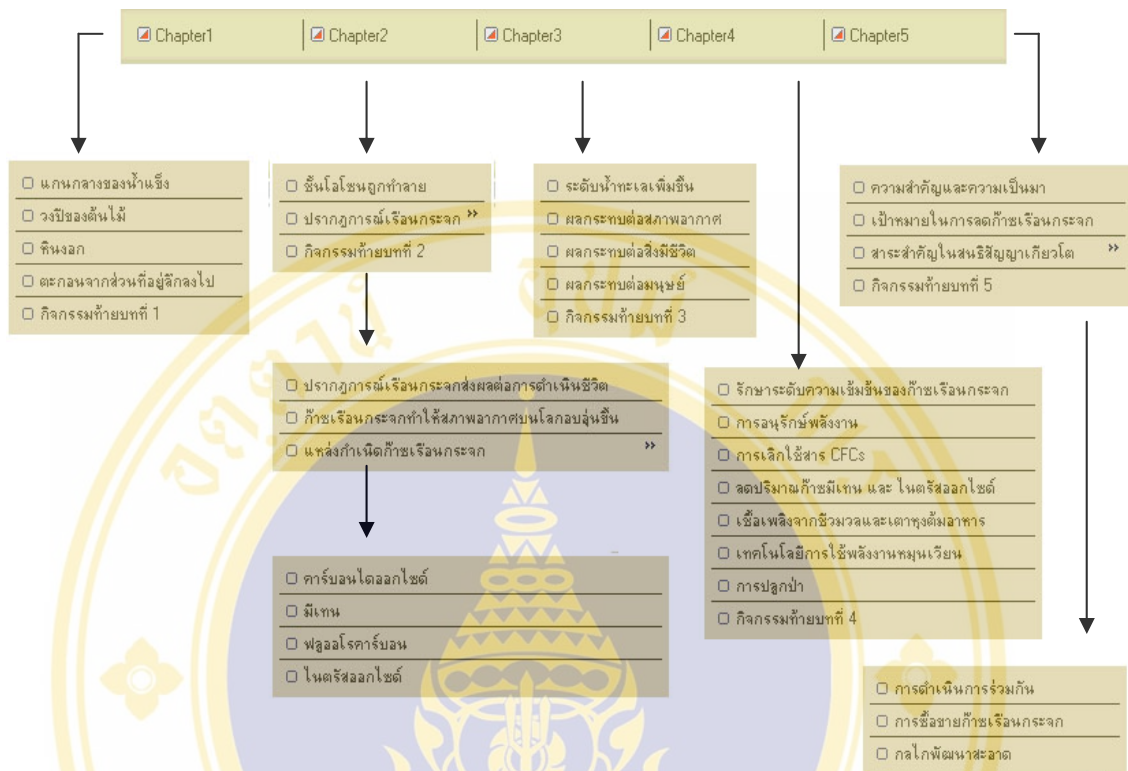 Chapter1
Chapter2
Chapter3
Chapter4
Chapter5
แกนกลางของน้ำแข็ง
วงปีของต้นไม้
หินงอก
ตะกอนจากส่วนที่อยู่ลึกลงไป
กิจกรรมท้ายบทที่ 1
ชั้นโอโซนถูกทำลาย
ปรากฎการณ์เรือนกระจก »
กิจกรรมท้ายบทที่ 2
ระดับน้ำทะเลเพิ่มขึ้น
ผลกระทบต่อสภาพอากาศ
ผลกระทบต่อสิ่งมีชีวิต
ผลกระทบต่อมนุษย์
กิจกรรมท้ายบทที่ 3
ความสำคัญและความเป็นมา
เป้าหมายในการลดก๊าซเรือนกระจก
สาระสำคัญในสนธิสัญญาเกียวโต »
กิจกรรมท้ายบทที่ 5
ปรากฎการณ์เรือนกระจกส่งผลต่อการดำเนินชีวิต
ก๊าซเรือนกระจกทำให้สภาพอากาศบนโลกอบอุ่นขึ้น
แหล่งกำเนิดก๊าซเรือนกระจก »
รักษาระดับความเข้มข้นของก๊าซเรือนกระจก
การอนุรักษ์พลังงาน
การเลิกใช้สาร CFCs
ลดปริมาณก๊าซมีเทน และ ไนตรัสออกไซด์
เชื้อเพลิงจากชีวมวลและเตาหุงต้มอาหาร
เทคโนโลยีการใช้พลังงานหมุนเวียน
การปลูกป่า
กิจกรรมท้ายบทที่ 4
คาร์บอนไดออกไซด์
มีเทน
ฟลูออโรคาร์บอน
ไนตรัสออกไซด์
การดำเนินการร่วมกัน
การซื้อขายก๊าซเรือนกระจก
กลไกพัฒนาสะอาด